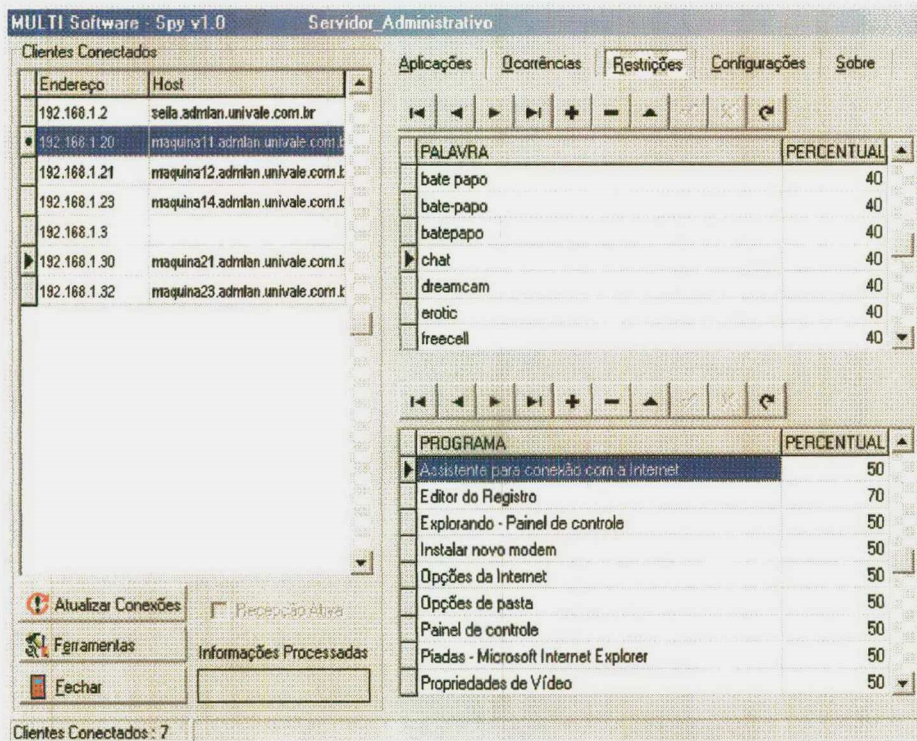 MULTI Software - Spy v1.0 Servidor_Administrativo
Clientes Conectados
Endereço Host
192.168.1.2 seila.admlan.univale.com.br
192.168.1.20 maquina11.admlan.univale.com.b
192.168.1.21 maquina12.admlan.univale.com.b
192.168.1.23 maquina14.admlan.univale.com.b
192.168.1.3
192.168.1.30 maquina21.admlan.univale.com.b
192.168.1.32 maquina23.admlan.univale.com.b
Atualizar Conexões
Recepção Ativa
Ferramentas
Informações Processadas
Fechar
Clientes Conectados : 7
Aplicações Ocorrências Restrições Configurações Sobre
PALAVRA PERCENTUAL
bate papo 40
bate-papo 40
batepapo 40
chat 40
dreamcam 40
erotic 40
freecell 40
PROGRAMA PERCENTUAL
Assistente para conexão com a Internet 50
Editor do Registro 70
Explorando - Painel de controle 50
Instalar novo modem 50
Opções da Internet 50
Opções de pasta 50
Painel de controle 50
Piadas - Microsoft Internet Explorer 50
Propriedades de Vídeo 50